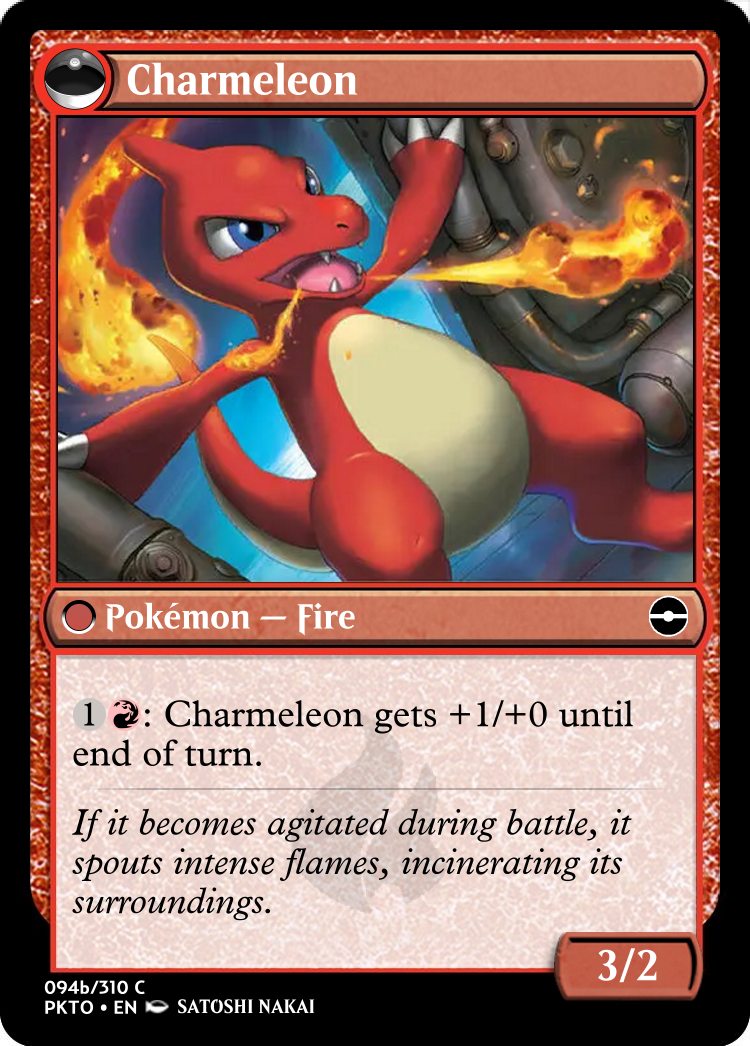 Charmeleon
Pokémon — Fire
1 : Charmeleon gets +1/+0 until
end of turn.
If it becomes agitated during battle, it
spouts intense flames, incinerating its
surroundings.
3/2
094b/310 C
PKTO • EN SATOSHI NAKAI